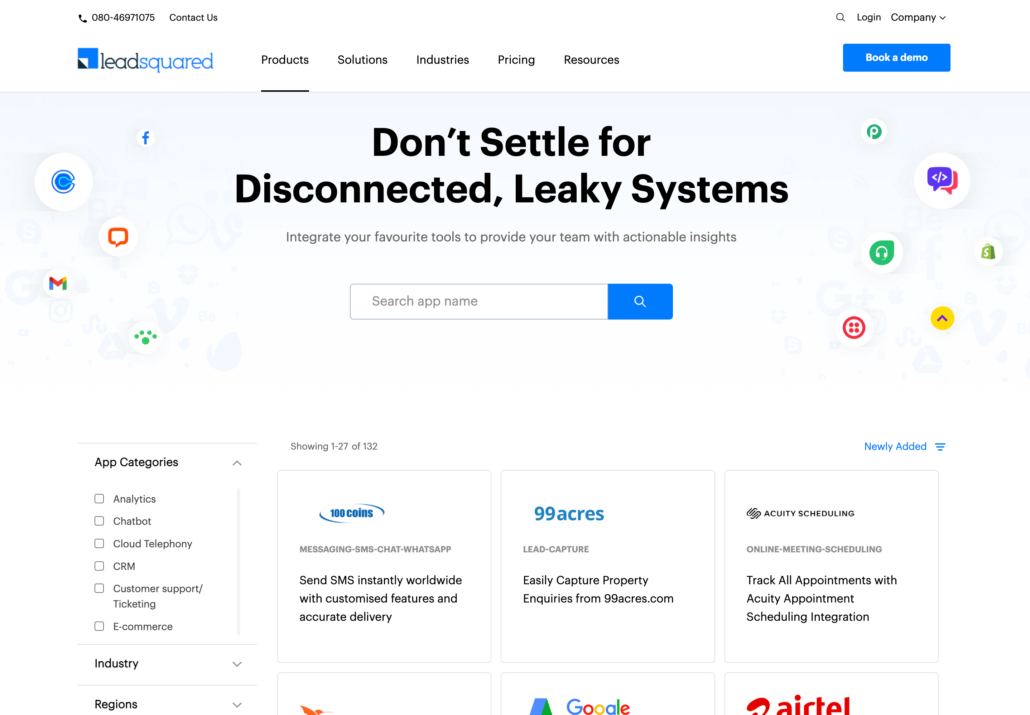 080-46971075 Contact Us Login Company
leadsquared Products Solutions Industries Pricing Resources Book a demo
Don’t Settle for
Disconnected, Leaky Systems
Integrate your favourite tools to provide your team with actionable insights
Search app name
App Categories
Analytics
Chatbot
Cloud Telephony
CRM
Customer support/
Ticketing
E-commerce
Industry
Regions
Showing 1-27 of 132 Newly Added
100 coins
MESSAGING-SMS-CHAT-WHATSAPP
Send SMS instantly worldwide
with customised features and
accurate delivery
99acres
LEAD-CAPTURE
Easily Capture Property
Enquiries from 99acres.com
ACUITY SCHEDULING
ONLINE-MEETING-SCHEDULING
Track All Appointments with
Acuity Appointment
Scheduling Integration
Google
airtel